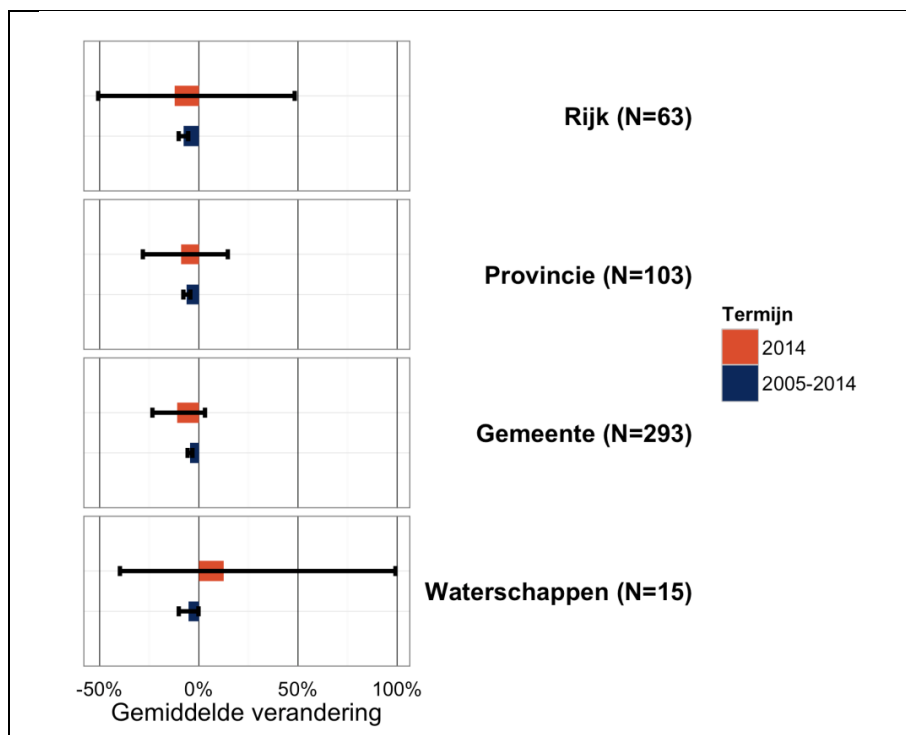 Rijk (N=63)
Provincie (N=103)
Termijn
2014
2005-2014
Gemeente (N=293)
Waterschappen (N=15)
-50% 0% 50% 100%
Gemiddelde verandering